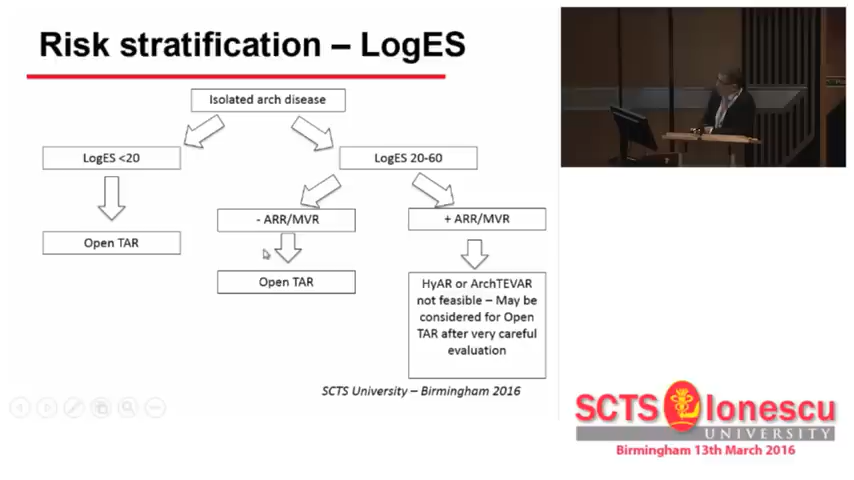 Risk stratification – LogES
Isolated arch disease
LogES <20
LogES 20-60
- ARR/MVR
+ ARR/MVR
Open TAR
Open TAR
HyAR or ArchTEVAR
not feasible – May be
considered for Open
TAR after very careful
evaluation
SCTS University – Birmingham 2016
SCTS Ionescu
UNIVERSITY
Birmingham 13th March 2016